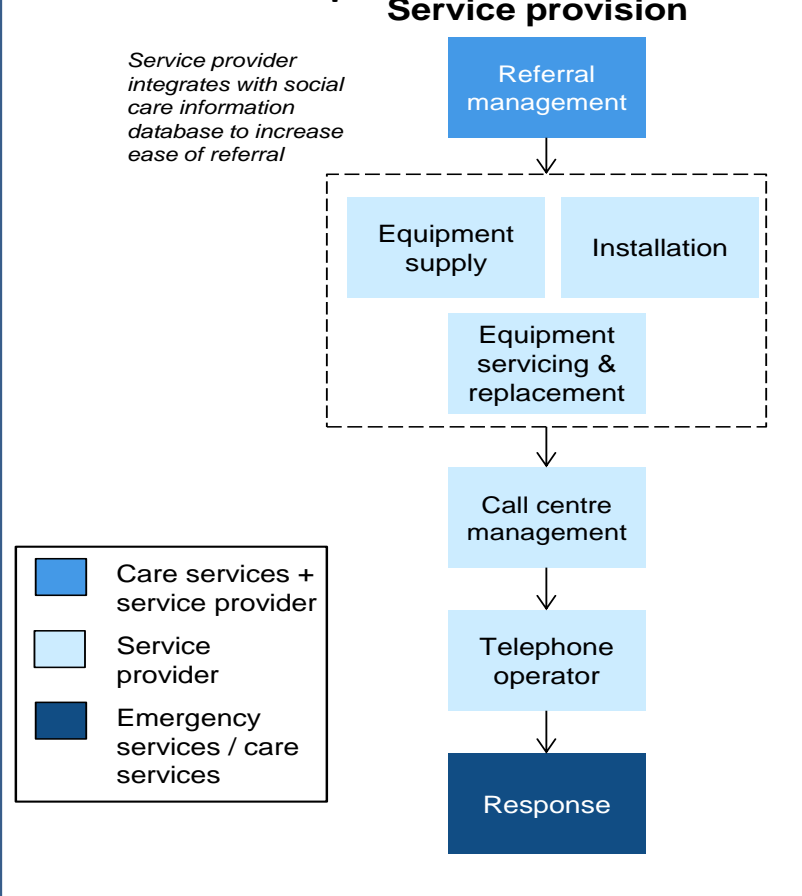 Service provision
Service provider
integrates with social
care information
database to increase
ease of referral
Referral
management
Equipment
supply
Installation
Equipment
servicing &
replacement
Call centre
management
Telephone
operator
Response
Care services +
service provider
Service
provider
Emergency
services / care
services